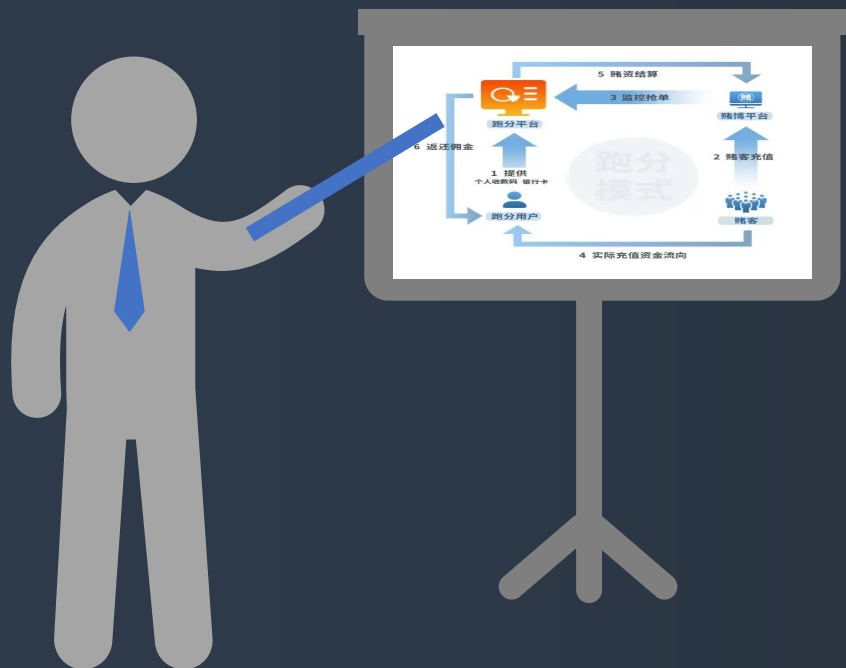 5 赌资结算
3 监控抢单
赌
跑分平台
赌博平台
6 返还佣金
2 赌客充值
跑分
模式
1 提供
个人收款码 银行卡
跑分用户
赌客
4 实际充值资金流向